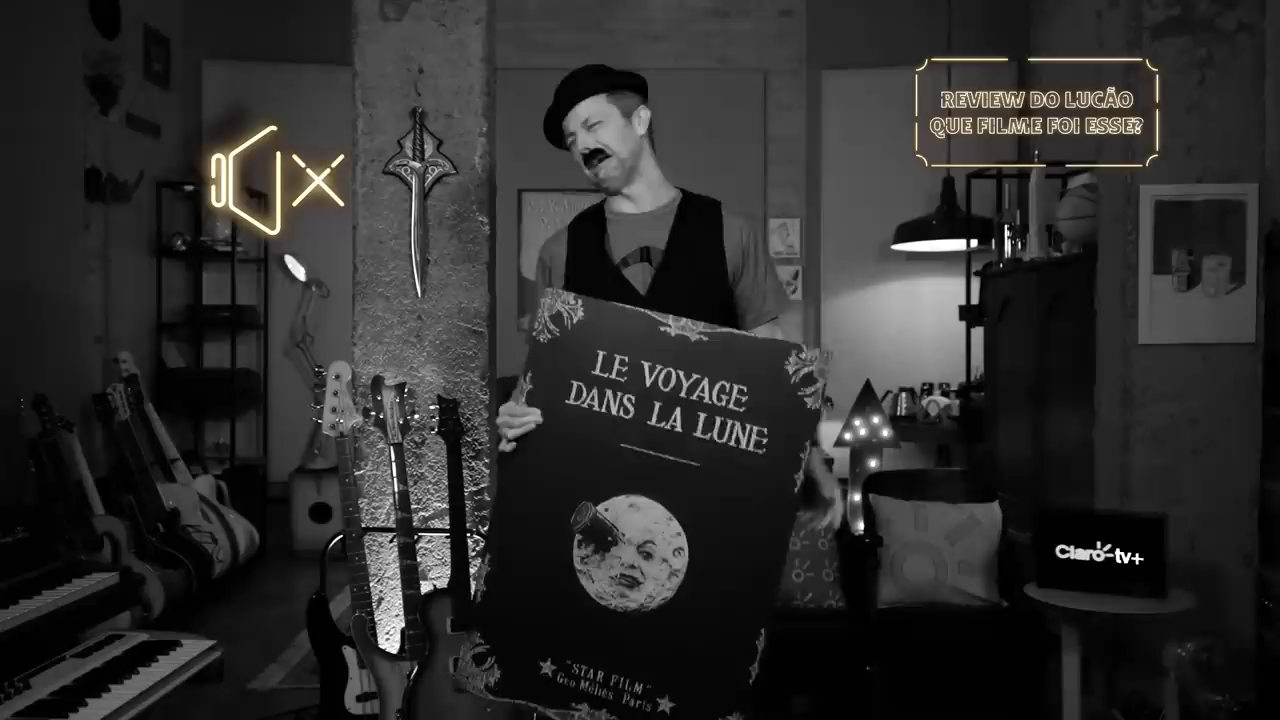 REVIEW DO LUCÃO
QUE FILME FOI ESSE?
LE VOYAGE
DANS LA LUNE
"STAR FILM"
Geo Méliès Paris
Claro tv+